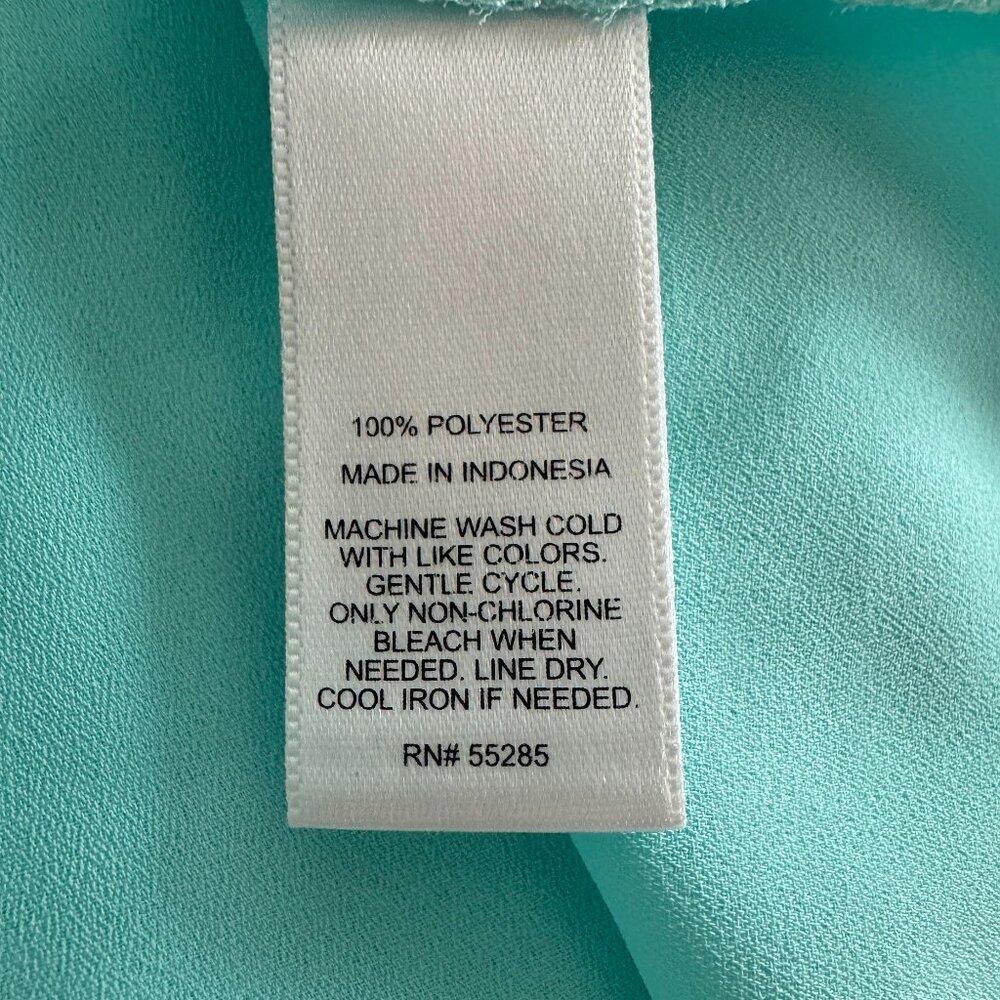 100% POLYESTER
MADE IN INDONESIA
MACHINE WASH COLD
WITH LIKE COLORS.
GENTLE CYCLE.
ONLY NON-CHLORINE
BLEACH WHEN
NEEDED. LINE DRY.
COOL IRON IF NEEDED.
RN# 55285